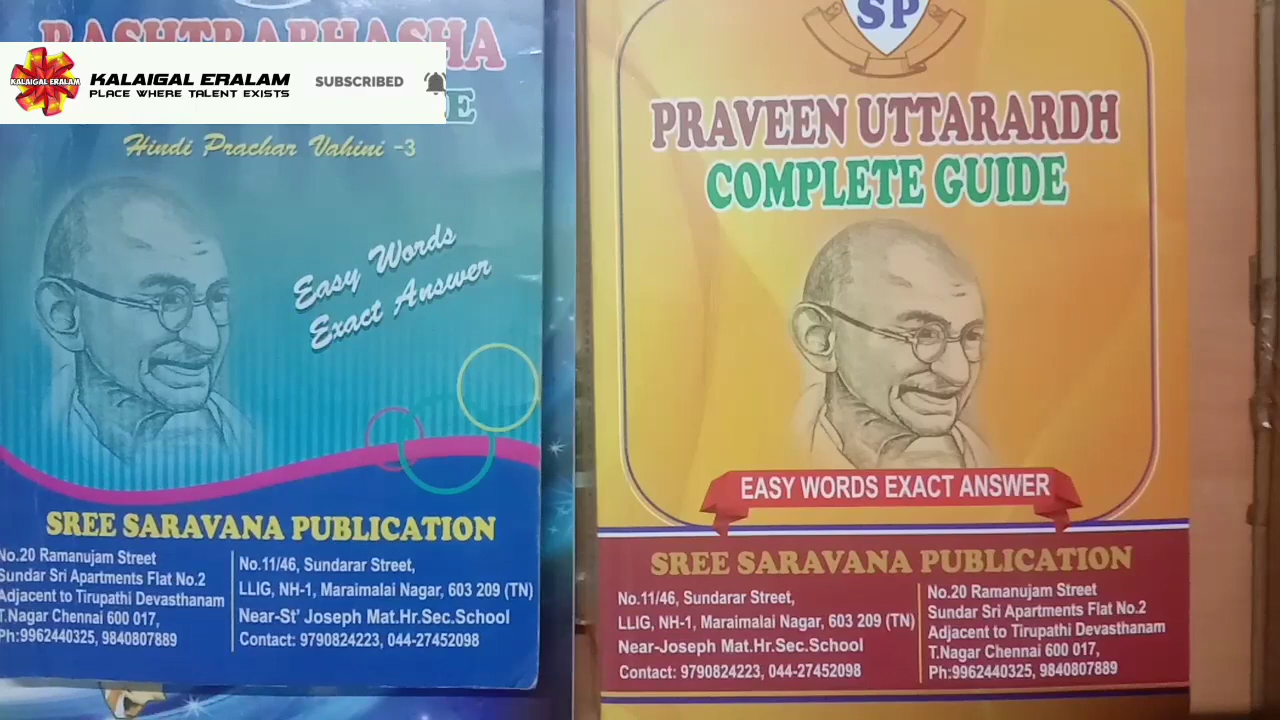 RASHTRABHASHA
KALAIGAL ERALAM
KALAIGAL ERALAM
PLACE WHERE TALENT EXISTS
SUBSCRIBED
Hindi Prachar Vahini -3
Easy Words
Exact Answer
SREE SARAVANA PUBLICATION
No.20 Ramanujam Street
Sundar Sri Apartments Flat No.2
Adjacent to Tirupathi Devasthanam
T.Nagar Chennai 600 017,
Ph:9962440325, 9840807889
No.11/46, Sundarar Street,
LLIG, NH-1, Maraimalai Nagar, 603 209 (TN)
Near-St' Joseph Mat.Hr.Sec.School
Contact: 9790824223, 044-27452098
SP
PRAVEEN UTTARARDH
COMPLETE GUIDE
EASY WORDS EXACT ANSWER
SREE SARAVANA PUBLICATION
No.11/46, Sundarar Street,
LLIG, NH-1, Maraimalai Nagar, 603 209 (TN)
Near-Joseph Mat.Hr.Sec.School
Contact: 9790824223, 044-27452098
No.20 Ramanujam Street
Sundar Sri Apartments Flat No.2
Adjacent to Tirupathi Devasthanam
T.Nagar Chennai 600 017,
Ph:9962440325, 9840807889